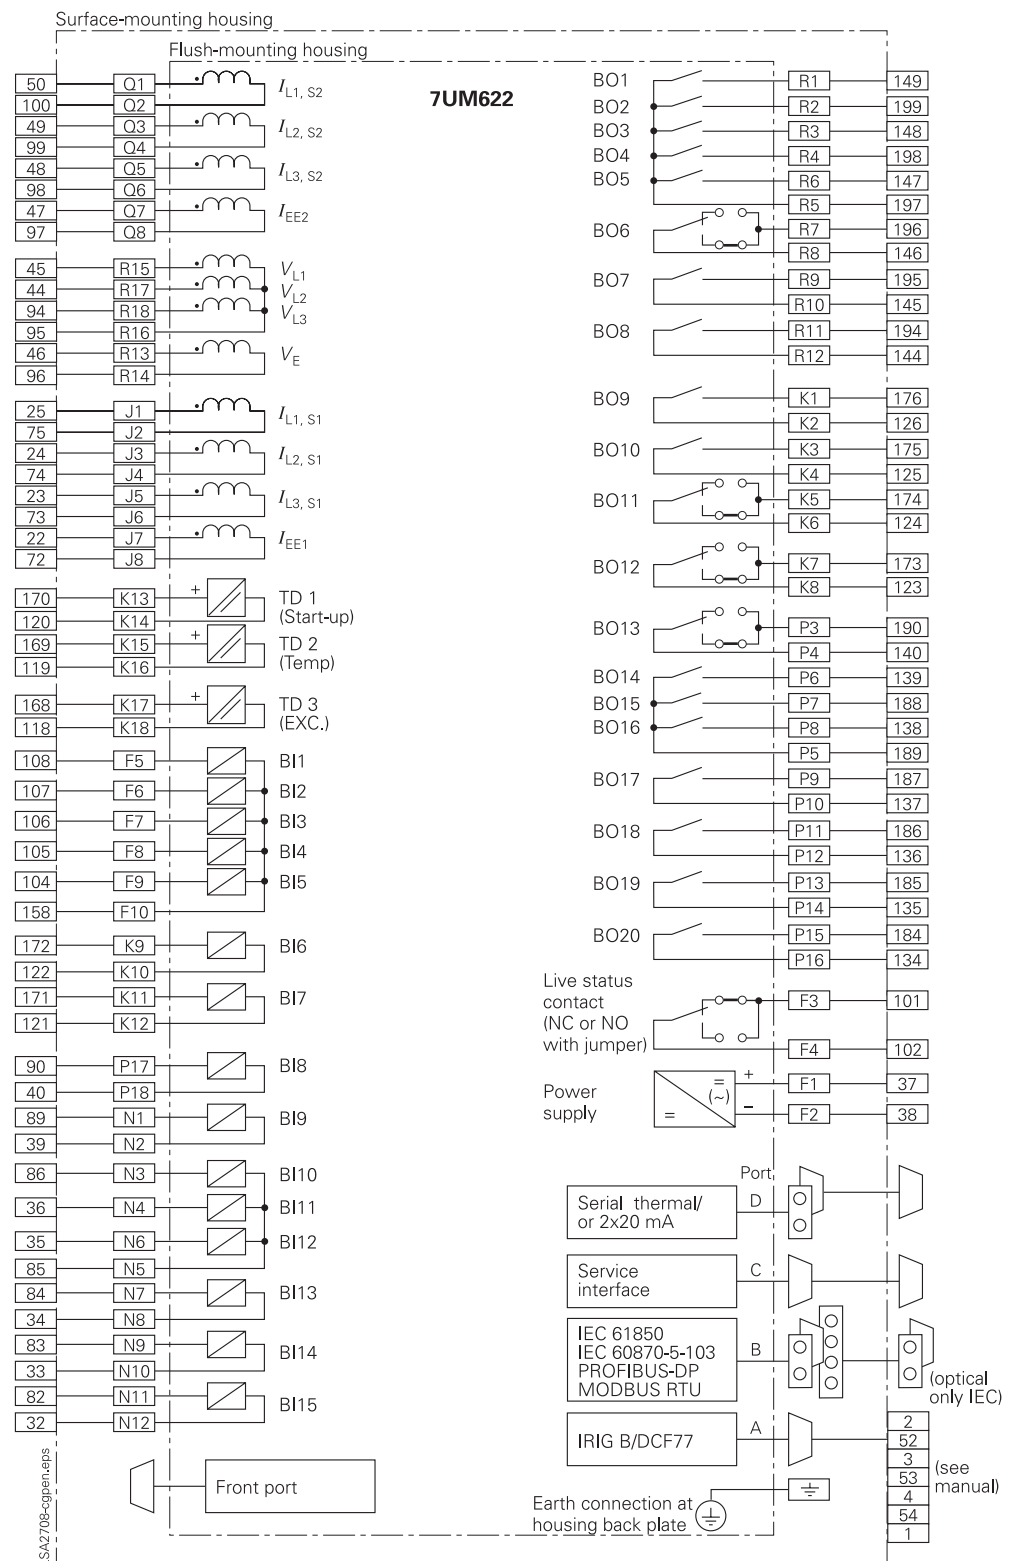 Surface-mounting housing
Flush-mounting housing
7UM622
50 Q1 I L1, S2
100 Q2
49 Q3 I L2, S2
99 Q4
48 Q5 I L3, S2
98 Q6
47 Q7 I EE2
97 Q8
45 R15 V L1
44 R17 V L2
94 R18 V L3
95 R16
46 R13 V E
96 R14
25 J1 I L1, S1
75 J2
24 J3 I L2, S1
74 J4
23 J5 I L3, S1
73 J6
22 J7 I EE1
72 J8
170 K13 + TD 1
120 K14 (Start-up)
169 K15 + TD 2
119 K16 (Temp)
168 K17 + TD 3
118 K18 (EXC.)
108 F5 BI1
107 F6 BI2
106 F7 BI3
105 F8 BI4
104 F9 BI5
158 F10
172 K9 BI6
122 K10
171 K11 BI7
121 K12
90 P17 BI8
40 P18
89 N1 BI9
39 N2
86 N3 BI10
36 N4 BI11
35 N6 BI12
85 N5
84 N7 BI13
34 N8
83 N9 BI14
33 N10
82 N11 BI15
32 N12
Front port
LSA2708-cgpen.eps
BO1 R1 149
BO2 R2 199
BO3 R3 148
BO4 R4 198
BO5 R6 147
R5 197
BO6 R7 196
R8 146
BO7 R9 195
R10 145
BO8 R11 194
R12 144
BO9 K1 176
K2 126
BO10 K3 175
K4 125
BO11 K5 174
K6 124
BO12 K7 173
K8 123
BO13 P3 190
P4 140
BO14 P6 139
BO15 P7 188
BO16 P8 138
P5 189
BO17 P9 187
P10 137
BO18 P11 186
P12 136
BO19 P13 185
P14 135
BO20 P15 184
P16 134
Live status
contact
(NC or NO
with jumper)
F3 101
F4 102
Power
supply
= (~) =
+ F1 37
− F2 38
Port
Serial thermal/
or 2x20 mA
D
Service
interface
C
IEC 61850
IEC 60870-5-103
PROFIBUS-DP
MODBUS RTU
B
(optical
only IEC)
IRIG B/DCF77
A
2
52
3
53
4
54
1
(see
manual)
Earth connection at
housing back plate